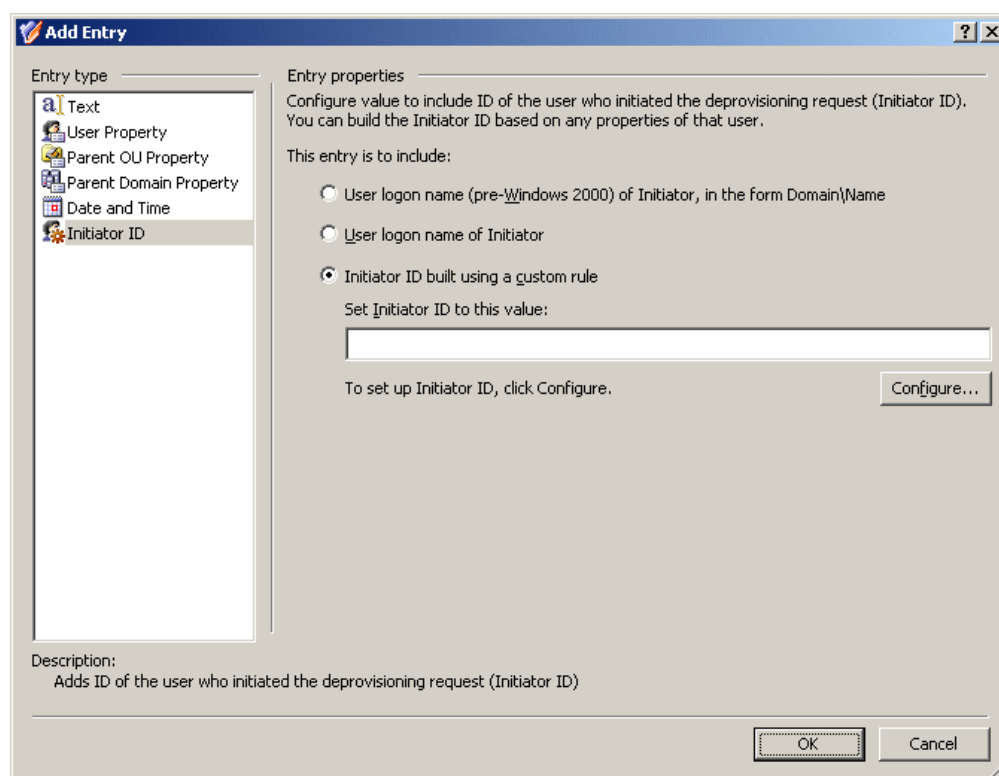 Add Entry
Entry type
Text
User Property
Parent OU Property
Parent Domain Property
Date and Time
Initiator ID
Entry properties
Configure value to include ID of the user who initiated the deprovisioning request (Initiator ID).
You can build the Initiator ID based on any properties of that user.
This entry is to include:
User logon name (pre-Windows 2000) of Initiator, in the form Domain\Name
User logon name of Initiator
Initiator ID built using a custom rule
Set Initiator ID to this value:
To set up Initiator ID, click Configure.
Configure...
Description:
Adds ID of the user who initiated the deprovisioning request (Initiator ID)
OK
Cancel